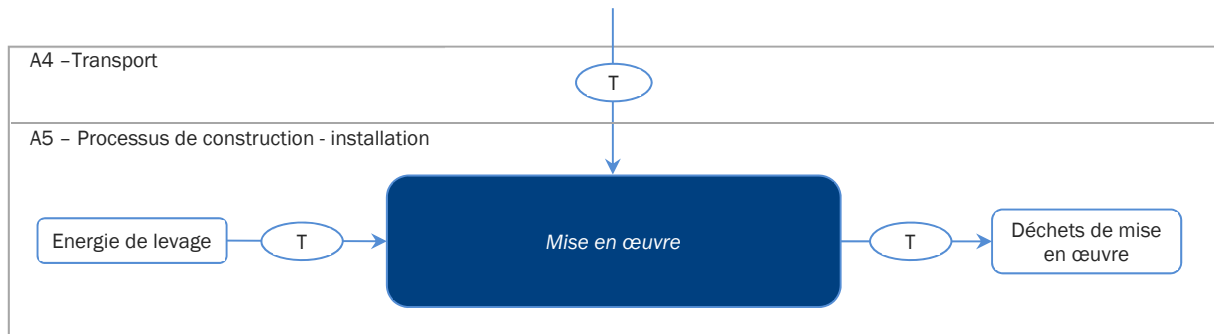 A4 –Transport
T
A5 – Processus de construction - installation
Energie de levage
T
Mise en œuvre
T
Déchets de mise
en œuvre